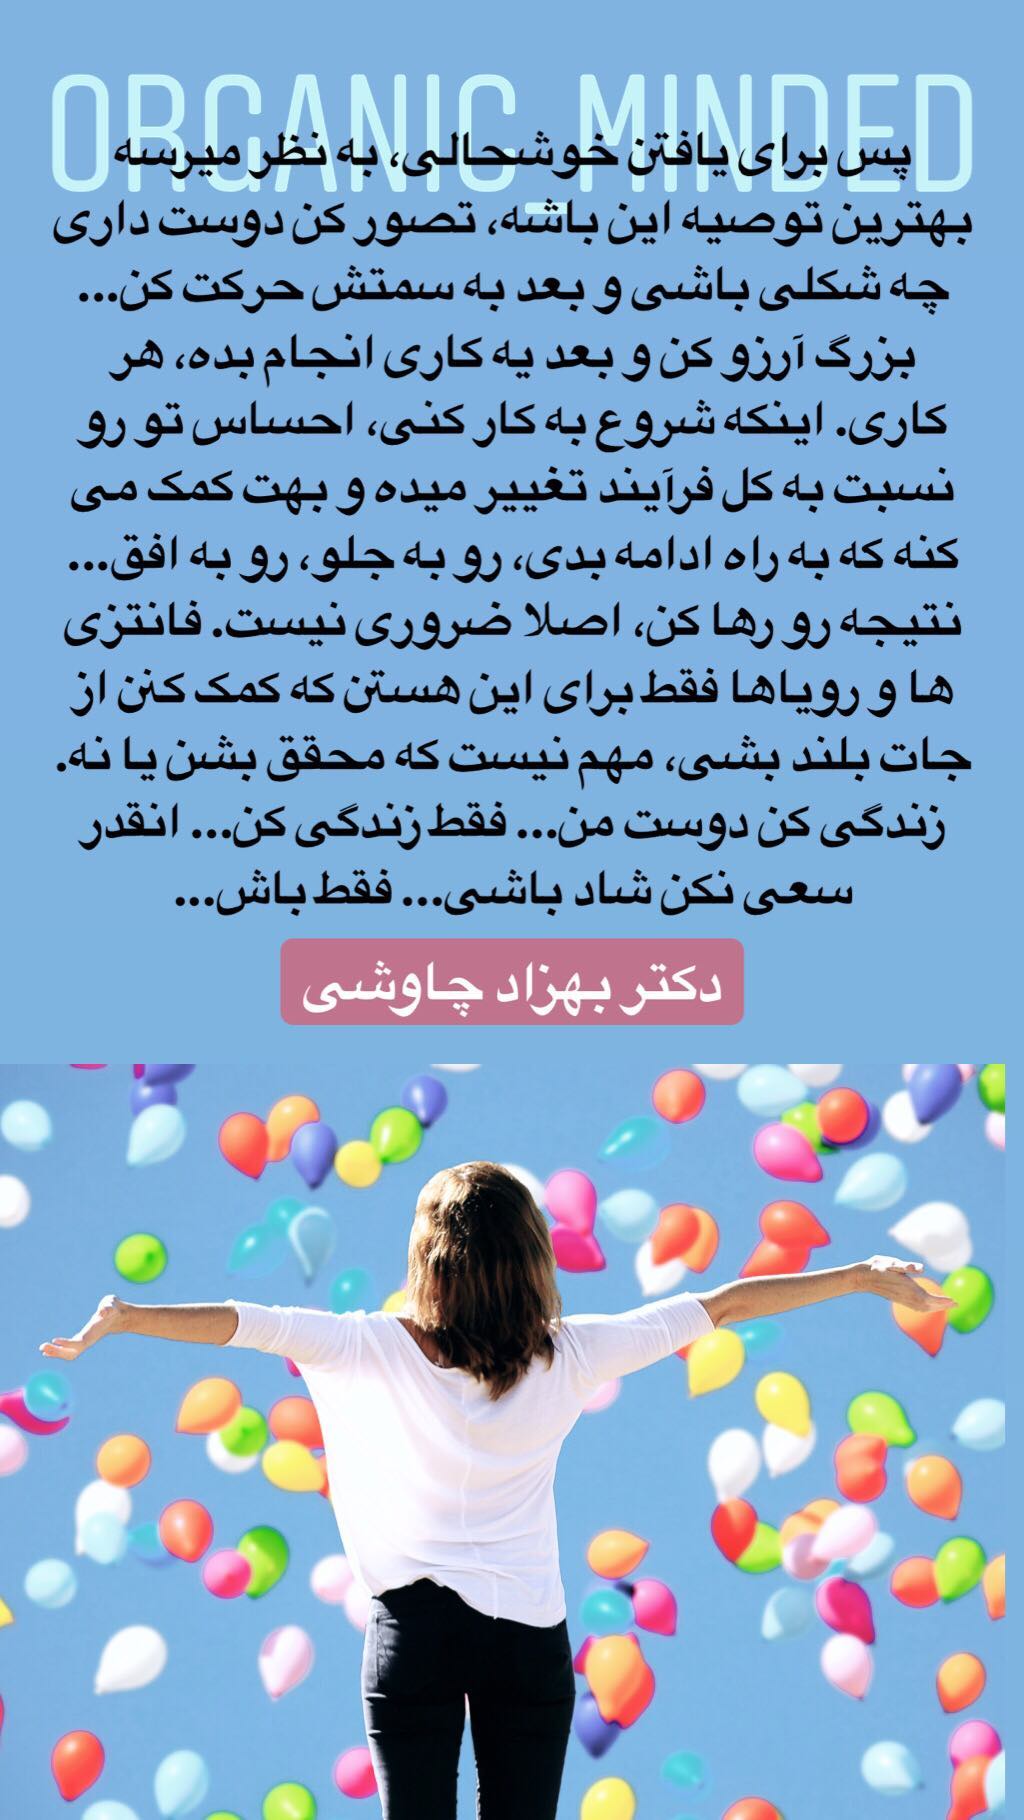 ORGANIC_MINDED
پس برای یافتن خوشحالی، به نظر میرسه
بهترین توصیه این باشه، تصور کن دوست داری
چه شکلی باشی و بعد به سمتش حرکت کن...
بزرگ آرزو کن و بعد یه کاری انجام بده، هر
کاری. اینکه شروع به کار کنی، احساس تو رو
نسبت به کل فرآیند تغییر میده و بهت کمک می
کنه که به راه ادامه بدی، رو به جلو، رو به افق...
نتیجه رو رها کن، اصلا ضروری نیست. فانتزی
ها و رویاها فقط برای این هستن که کمک کنن از
جات بلند بشی، مهم نیست که محقق بشن یا نه.
زندگی کن دوست من... فقط زندگی کن... انقدر
سعی نکن شاد باشی... فقط باش...
دکتر بهزاد چاوشی